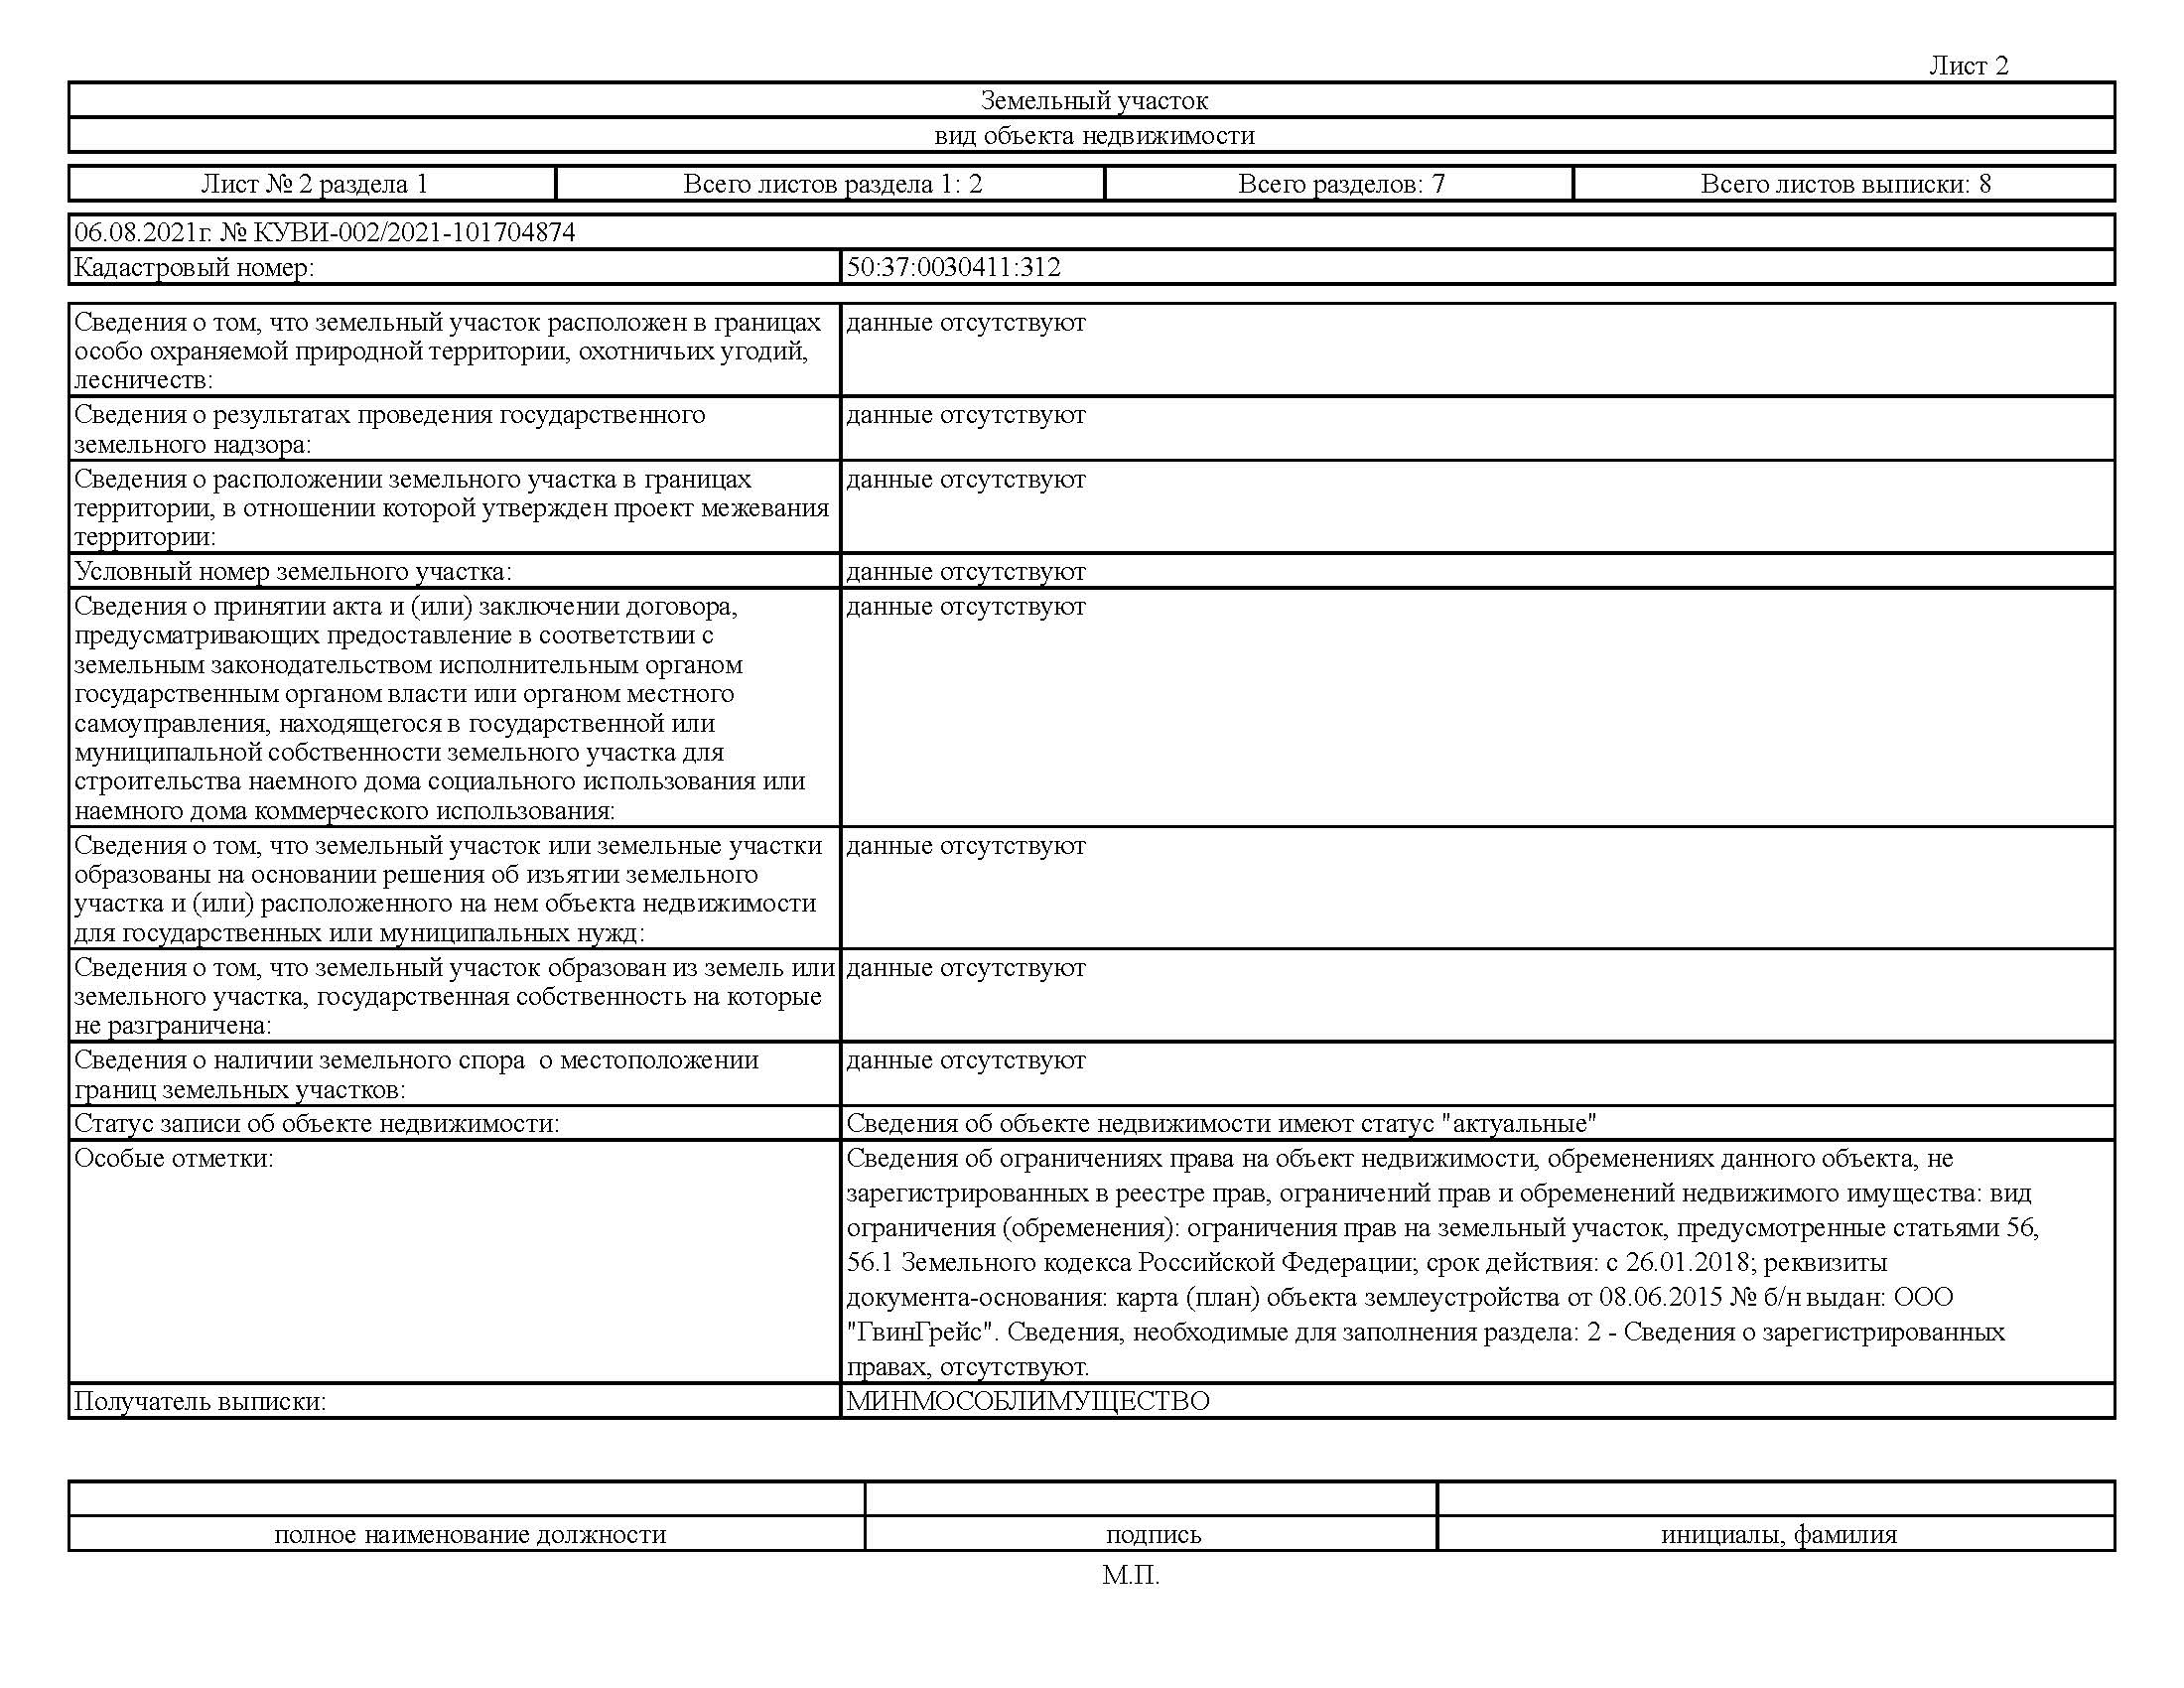 Лист 2
Земельный участок
вид объекта недвижимости
Лист № 2 раздела 1 Всего листов раздела 1: 2 Всего разделов: 7 Всего листов выписки: 8
06.08.2021г. № КУВИ-002/2021-101704874
Кадастровый номер: 50:37:0030411:312
Сведения о том, что земельный участок расположен в границах данные отсутствуют
особо охраняемой природной территории, охотничьих угодий,
лесничеств:
Сведения о результатах проведения государственного данные отсутствуют
земельного надзора:
Сведения о расположении земельного участка в границах данные отсутствуют
территории, в отношении которой утвержден проект межевания
территории:
Условный номер земельного участка: данные отсутствуют
Сведения о принятии акта и (или) заключении договора, данные отсутствуют
предусматривающих предоставление в соответствии с
земельным законодательством исполнительным органом
государственным органом власти или органом местного
самоуправления, находящегося в государственной или
муниципальной собственности земельного участка для
строительства наемного дома социального использования или
наемного дома коммерческого использования:
Сведения о том, что земельный участок или земельные участки данные отсутствуют
образованы на основании решения об изъятии земельного
участка и (или) расположенного на нем объекта недвижимости
для государственных или муниципальных нужд:
Сведения о том, что земельный участок образован из земель или данные отсутствуют
земельного участка, государственная собственность на которые
не разграничена:
Сведения о наличии земельного спора о местоположении данные отсутствуют
границ земельных участков:
Статус записи об объекте недвижимости: Сведения об объекте недвижимости имеют статус "актуальные"
Особые отметки: Сведения об ограничениях права на объект недвижимости, обременениях данного объекта, не
зарегистрированных в реестре прав, ограничений прав и обременений недвижимого имущества: вид
ограничения (обременения): ограничения прав на земельный участок, предусмотренные статьями 56,
56.1 Земельного кодекса Российской Федерации; срок действия: с 26.01.2018; реквизиты
документа-основания: карта (план) объекта землеустройства от 08.06.2015 № б/н выдан: ООО
"ГвинГрейс". Сведения, необходимые для заполнения раздела: 2 - Сведения о зарегистрированных
правах, отсутствуют.
Получатель выписки: МИНМОСОБЛИМУЩЕСТВО
полное наименование должности подпись инициалы, фамилия
М.П.